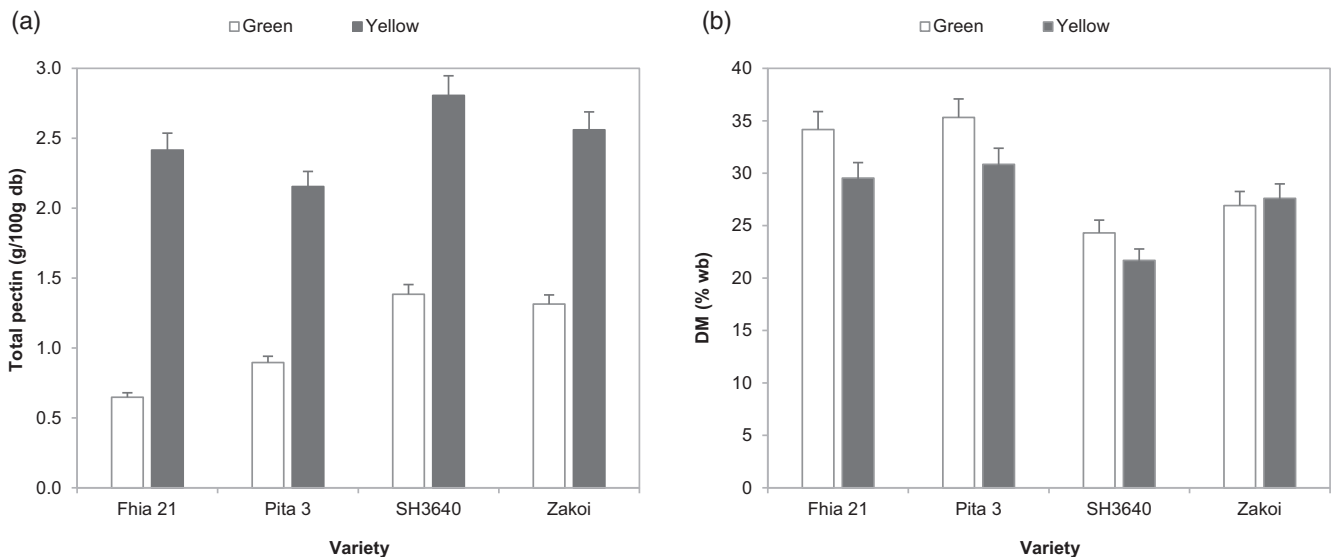 (a)
Green Yellow
Total pectin (g/100g db)
3.0
2.5
2.0
1.5
1.0
0.5
0.0
Fhia 21 Pita 3 SH3640 Zakoi
Variety
(b)
Green Yellow
DM (% wb)
40
35
30
25
20
15
10
5
0
Fhia 21 Pita 3 SH3640 Zakoi
Variety